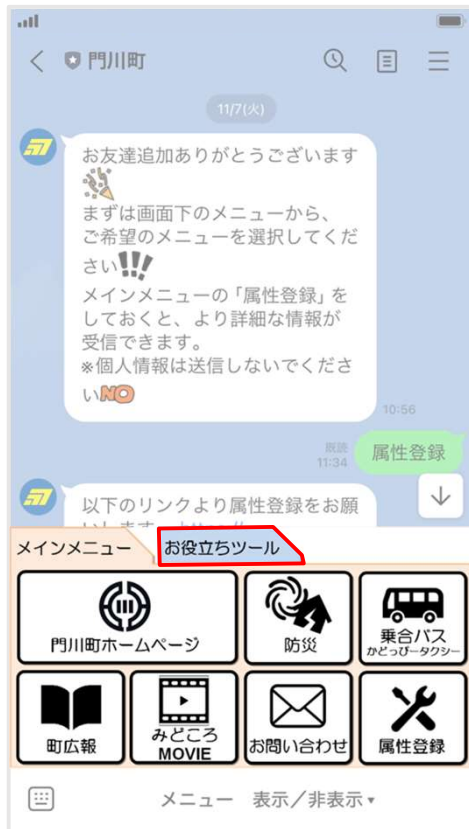 門川町
11/7(火)
お友達追加ありがとうございます
まずは画面下のメニューから、
ご希望のメニューを選択してくだ
さい!!!
メインメニューの「属性登録」を
しておくと、より詳細な情報が
受信できます。
※個人情報は送信しないでくださ
いNO
10:56
既読
11:34
属性登録
以下のリンクより属性登録をお願
メインメニュー
お役立ちツール
門川町ホームページ
防災
乗合バス
かどっぴータクシー
町広報
みどころ
MOVIE
お問い合わせ
属性登録
メニュー 表示/非表示▼